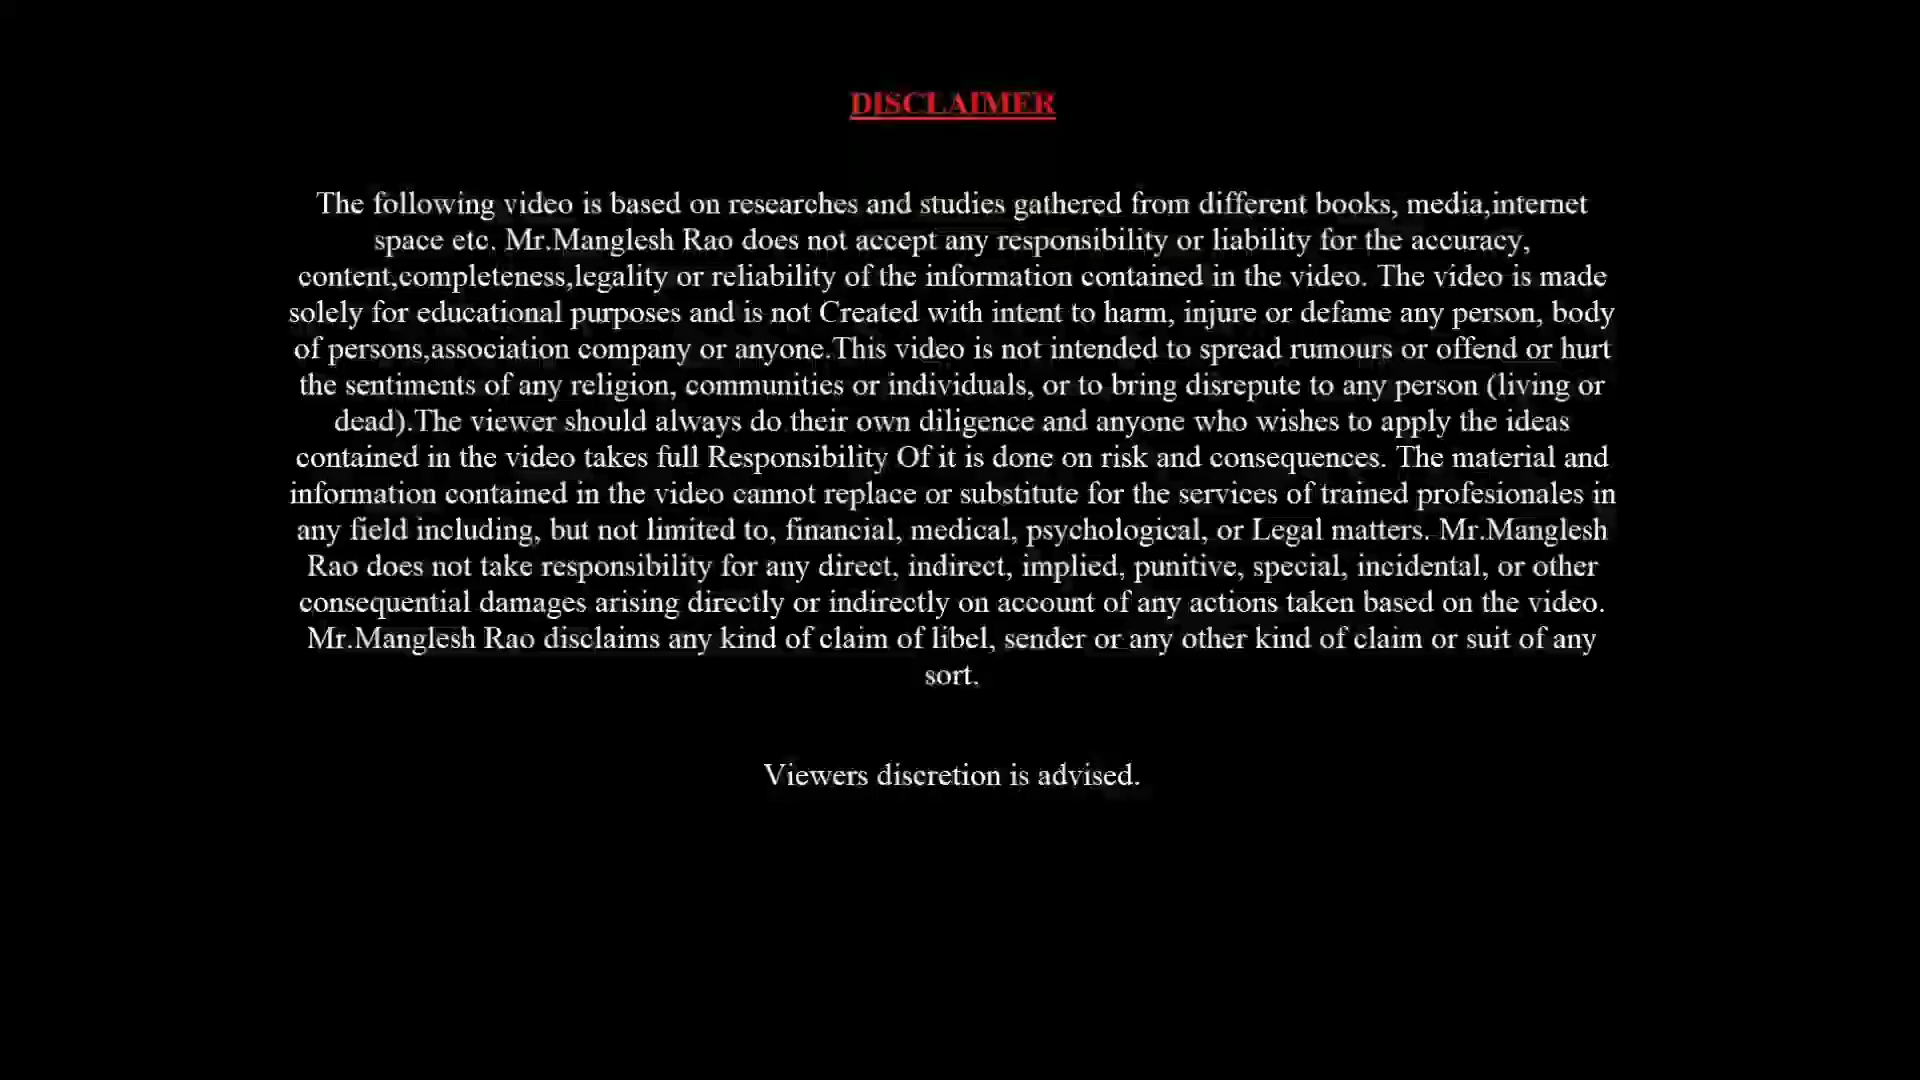 DISCLAIMER
The following video is based on researches and studies gathered from different books, media,internet
space etc. Mr.Manglesh Rao does not accept any responsibility or liability for the accuracy,
content,completeness,legality or reliability of the information contained in the video. The video is made
solely for educational purposes and is not Created with intent to harm, injure or defame any person, body
of persons,association company or anyone.This video is not intended to spread rumours or offend or hurt
the sentiments of any religion, communities or individuals, or to bring disrepute to any person (living or
dead).The viewer should always do their own diligence and anyone who wishes to apply the ideas
contained in the video takes full Responsibility Of it is done on risk and consequences. The material and
information contained in the video cannot replace or substitute for the services of trained profesionales in
any field including, but not limited to, financial, medical, psychological, or Legal matters. Mr.Manglesh
Rao does not take responsibility for any direct, indirect, implied, punitive, special, incidental, or other
consequential damages arising directly or indirectly on account of any actions taken based on the video.
Mr.Manglesh Rao disclaims any kind of claim of libel, sender or any other kind of claim or suit of any
sort.
Viewers discretion is advised.